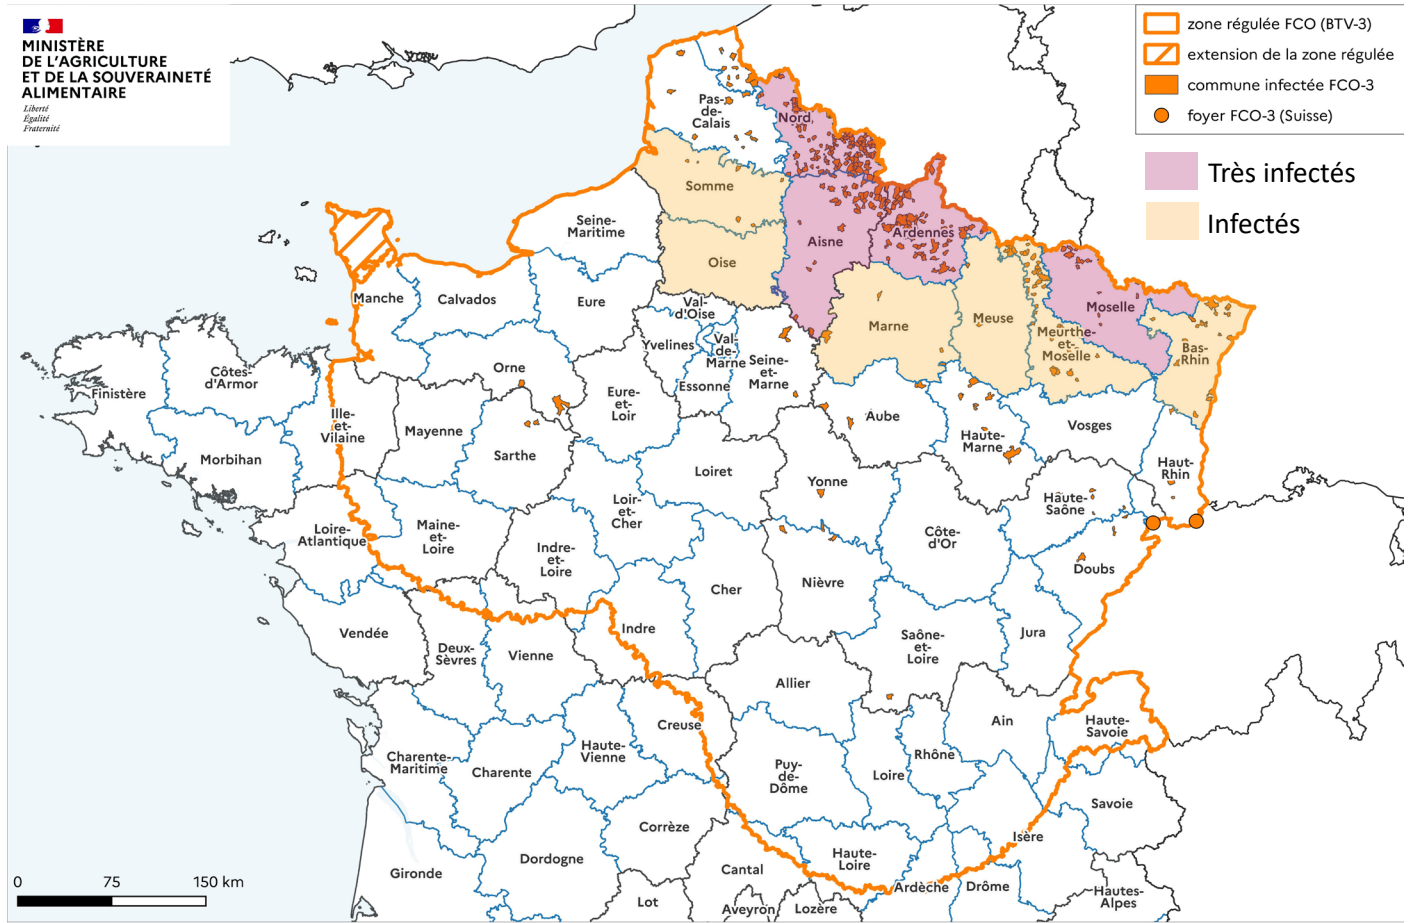 MINISTÈRE
DE L'AGRICULTURE
ET DE LA SOUVERAINETÉ
ALIMENTAIRE
Liberté
Égalité
Fraternité
zone régulée FCO (BTV-3)
extension de la zone régulée
commune infectée FCO-3
foyer FCO-3 (Suisse)
Très infectés
Infectés
Pas-
de-
Calais
Nord
Somme
Seine-
Maritime
Oise
Aisne
Ardennes
Manche
Calvados
Eure
Val-
d'Oise
Yvelines
Val-
de-
Marne
Essonne
Seine-
et-
Marne
Marne
Meuse
Meurthe-
et-
Moselle
Moselle
Bas-
Rhin
Finistère
Côtes-
d'Armor
Morbihan
Ille-
et-
Vilaine
Mayenne
Orne
Sarthe
Eure-
et-
Loir
Loiret
Aube
Haute-
Marne
Vosges
Haut-
Rhin
Loire-
Atlantique
Maine-
et-
Loire
Indre-
et-
Loire
Loir-
et-
Cher
Yonne
Côte-
d'Or
Haute-
Saône
Doubs
Vendée
Deux-
Sèvres
Vienne
Indre
Cher
Nièvre
Saône-
et-
Loire
Jura
Charente-
Maritime
Charente
Haute-
Vienne
Creuse
Allier
Puy-
de-
Dôme
Loire
Rhône
Ain
Haute-
Savoie
Savoie
Isère
Gironde
Dordogne
Corrèze
Cantal
Haute-
Loire
Ardèche
Drôme
Hautes-
Alpes
Lot
Aveyron
Lozère
0 75 150 km